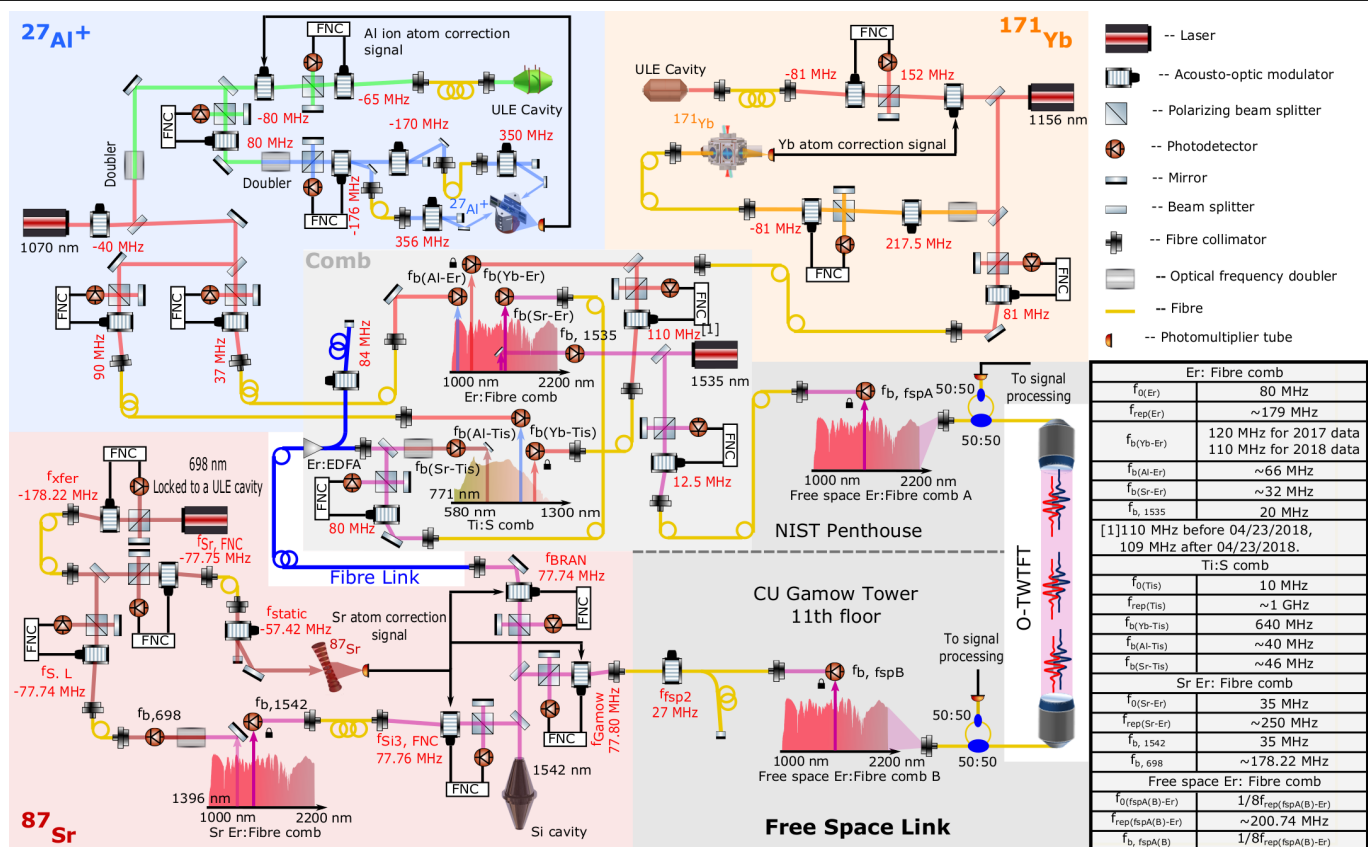 27Al+
FNC
Al ion atom correction
signal
-65 MHz
ULE Cavity
-80 MHz
FNC
80 MHz
Doubler
Doubler
FNC
-176 MHz
-170 MHz
350 MHz
27Al+
356 MHz
1070 nm
-40 MHz
FNC
FNC
90 MHz
37 MHz
171Yb
ULE Cavity
-81 MHz
FNC
152 MHz
1156 nm
171Yb
Yb atom correction signal
-81 MHz
FNC
217.5 MHz
FNC
81 MHz
-- Laser
-- Acousto-optic modulator
-- Polarizing beam splitter
-- Photodetector
-- Mirror
-- Beam splitter
-- Fibre collimator
-- Optical frequency doubler
-- Fibre
-- Photomultiplier tube
Comb
fb(Al-Er)
fb(Yb-Er)
fb(Sr-Er)
fb, 1535
84 MHz
1000 nm
2200 nm
Er:Fibre comb
FNC
110 MHz[1]
1535 nm
FNC
12.5 MHz
Er:EDFA
fb(Al-Tis)
fb(Yb-Tis)
fb(Sr-Tis)
771 nm
580 nm
1300 nm
Ti:S comb
FNC
80 MHz
Fibre Link
fb, fspA
1000 nm
2200 nm
Free space Er:Fibre comb A
NIST Penthouse
50:50
50:50
To signal
processing
O-TWTFT
CU Gamow Tower
11th floor
To signal
processing
50:50
50:50
fb, fspB
1000 nm
2200 nm
Free space Er:Fibre comb B
Free Space Link
ffsp2
27 MHz
FNC
698 nm
Locked to a ULE cavity
fxfer
-178.22 MHz
fSr, FNC
-77.75 MHz
FNC
fstatic
-57.42 MHz
Sr atom correction
signal
87Sr
FNC
fS. L
-77.74 MHz
fBRAN
77.74 MHz
FNC
fGamow
77.80 MHz
FNC
fb,698
fb,1542
fSi3, FNC
77.76 MHz
FNC
1542 nm
Si cavity
1396 nm
1000 nm
2200 nm
Sr Er:Fibre comb
87Sr
Er: Fibre comb
f0(Er) 80 MHz
frep(Er) ~179 MHz
fb(Yb-Er) 120 MHz for 2017 data
110 MHz for 2018 data
fb(Al-Er) ~66 MHz
fb(Sr-Er) ~32 MHz
fb, 1535 20 MHz
[1]110 MHz before 04/23/2018,
109 MHz after 04/23/2018.
Ti:S comb
f0(Tis) 10 MHz
frep(Tis) ~1 GHz
fb(Yb-Tis) 640 MHz
fb(Al-Tis) ~40 MHz
fb(Sr-Tis) ~46 MHz
Sr Er: Fibre comb
f0(Sr-Er) 35 MHz
frep(Sr-Er) ~250 MHz
fb, 1542 35 MHz
fb, 698 ~178.22 MHz
Free space Er: Fibre comb
f0(fspA(B)-Er) 1/8frep(fspA(B)-Er)
frep(fspA(B)-Er) ~200.74 MHz
fb, fspA(B) 1/8frep(fspA(B)-Er)